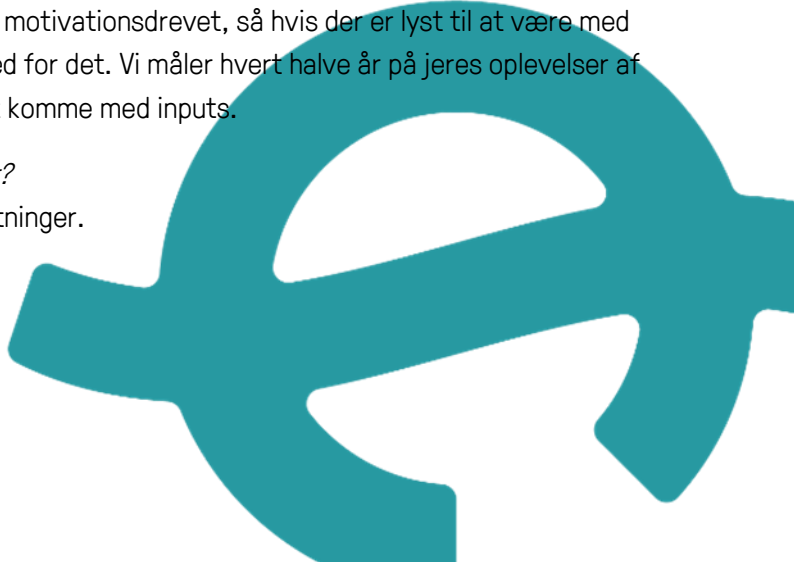 motivationsdrevet, så hvis der er lyst til at være med
ed for det. Vi måler hvert halve år på jeres oplevelser af
komme med inputs.
?
tninger.